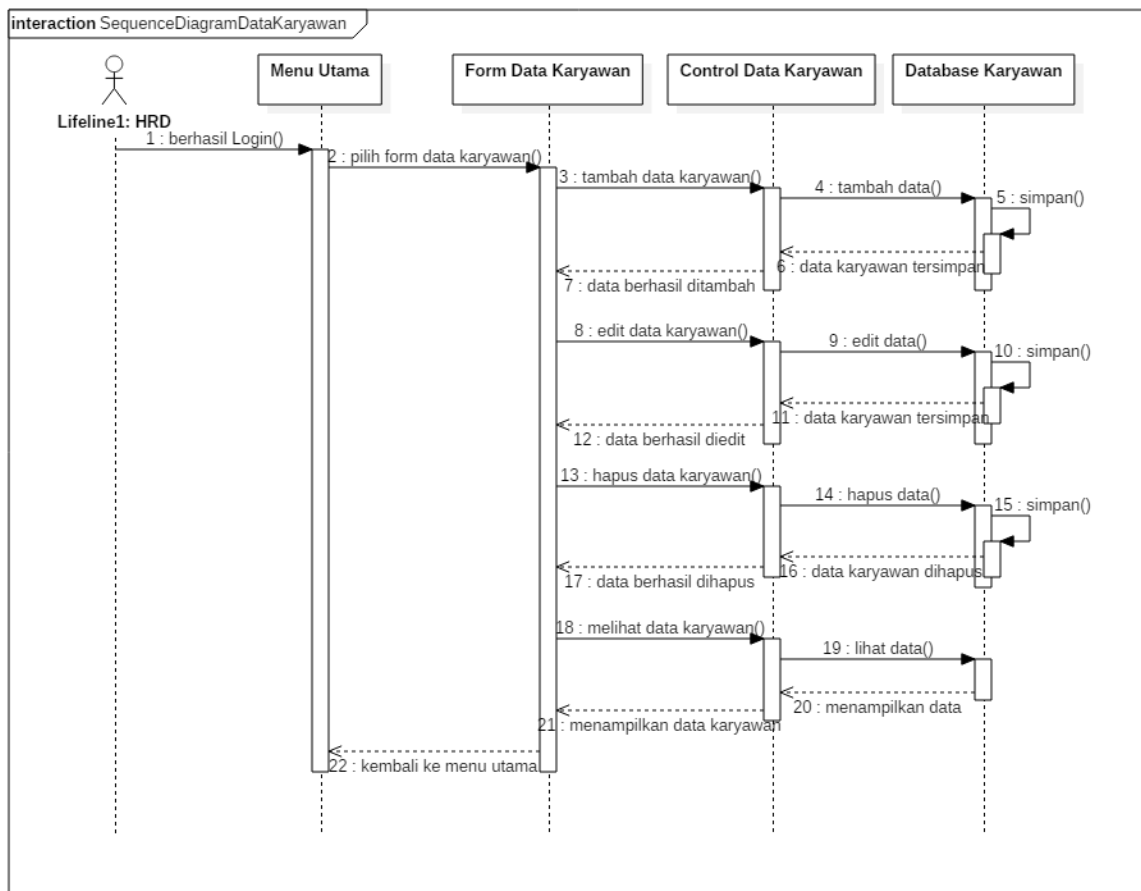 interaction SequenceDiagramDataKaryawan
Menu Utama
Form Data Karyawan
Control Data Karyawan
Database Karyawan
Lifeline1: HRD
1 : berhasil Login()
2 : pilih form data karyawan()
3 : tambah data karyawan()
4 : tambah data()
5 : simpan()
6 : data karyawan tersimpan
7 : data berhasil ditambah
8 : edit data karyawan()
9 : edit data()
10 : simpan()
11 : data karyawan tersimpan
12 : data berhasil diedit
13 : hapus data karyawan()
14 : hapus data()
15 : simpan()
16 : data karyawan dihapus
17 : data berhasil dihapus
18 : melihat data karyawan()
19 : lihat data()
20 : menampilkan data
21 : menampilkan data karyawan
22 : kembali ke menu utama